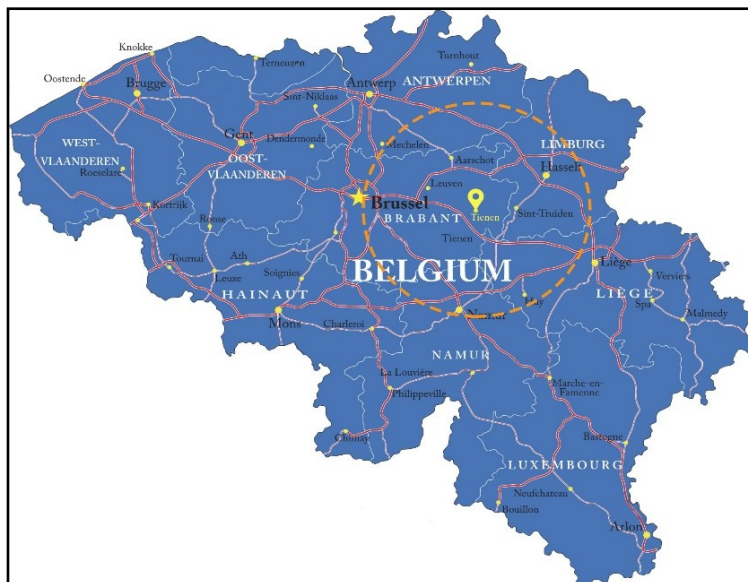 Knokke
Turnhout
Terneuzen
Oostende
ANTWERPEN
Brugge
Antwerp
Sint-Niklaas
Gent
Dendermonde
Mechelen
LIMBURG
WEST-
VLAANDEREN
OOST-
VLAANDEREN
Aarschot
Hasselt
Roeselare
Leuven
Brussel
Kortrijk
BRABANT
Tienen
Sint-Truiden
Ronse
Tienen
Tournai
Ath
Leuze
Soignies
BELGIUM
Liège
Verviers
HAINAUT
LIÈGE
Spa
Huy
Malmedy
Mons
Charleroi
Namur
NAMUR
La Louvière
Philippeville
Marche-en-
Famenne
Chimay
Bastogne
LUXEMBOURG
Neufchateau
Bouillon
Arlon